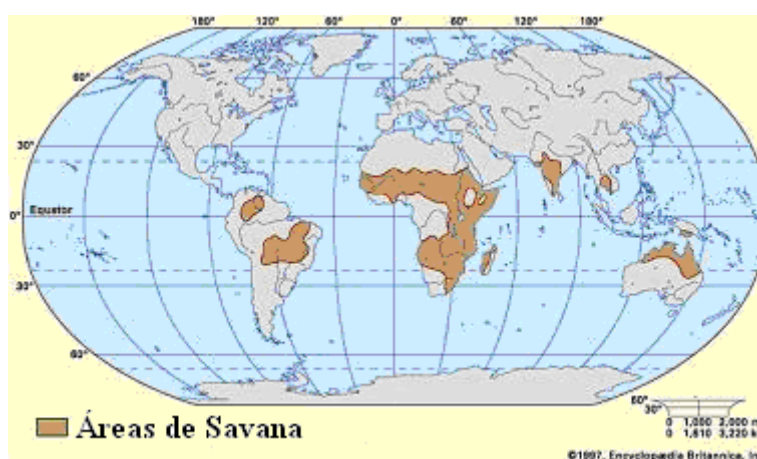 180° 120° 60° 0° 60° 120° 180°
60°
30°
Equator 0°
30°
60°
60°
30°
0 1,000 2,000 m
0 1,610 3,220 k
Áreas de Savana
©1997, Encyclopædia Britannica, In